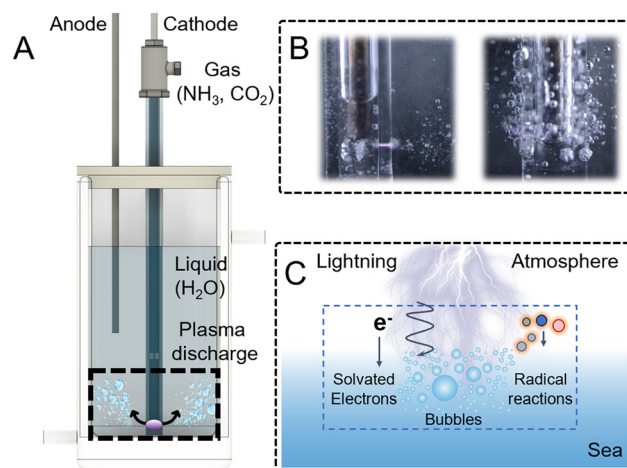 Anode
Cathode
A
Gas
(NH₃, CO₂)
Liquid
(H₂O)
Plasma
discharge
B
C
Lightning
Atmosphere
e⁻
Solvated
Electrons
Bubbles
Radical
reactions
Sea